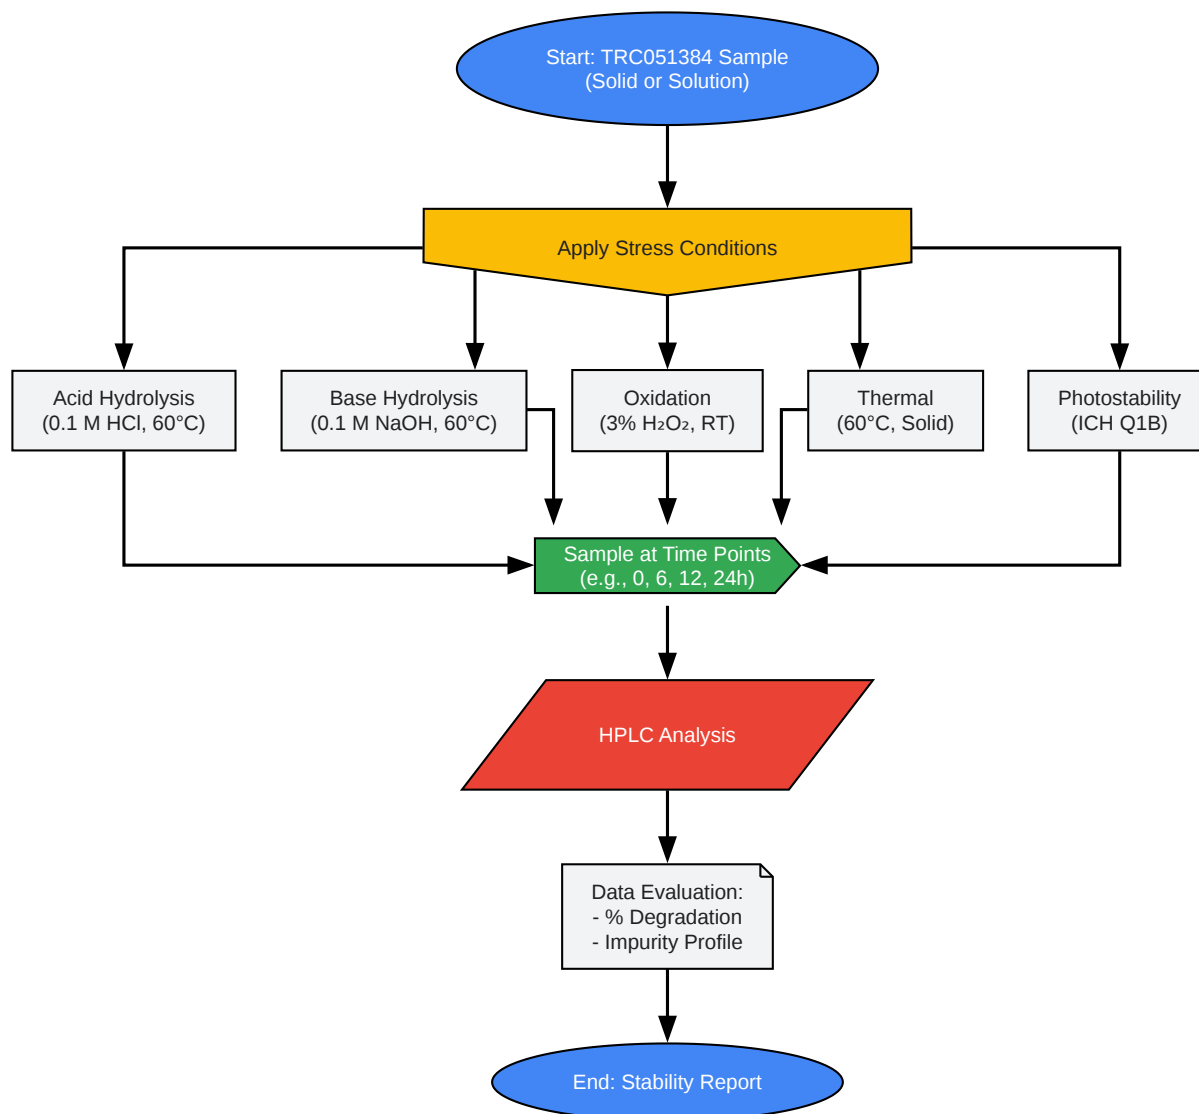 Start: TRC051384 Sample
(Solid or Solution)
Apply Stress Conditions
Acid Hydrolysis
(0.1 M HCl, 60°C)
Base Hydrolysis
(0.1 M NaOH, 60°C)
Oxidation
(3% H₂O₂, RT)
Thermal
(60°C, Solid)
Photostability
(ICH Q1B)
Sample at Time Points
(e.g., 0, 6, 12, 24h)
HPLC Analysis
Data Evaluation:
- % Degradation
- Impurity Profile
End: Stability Report